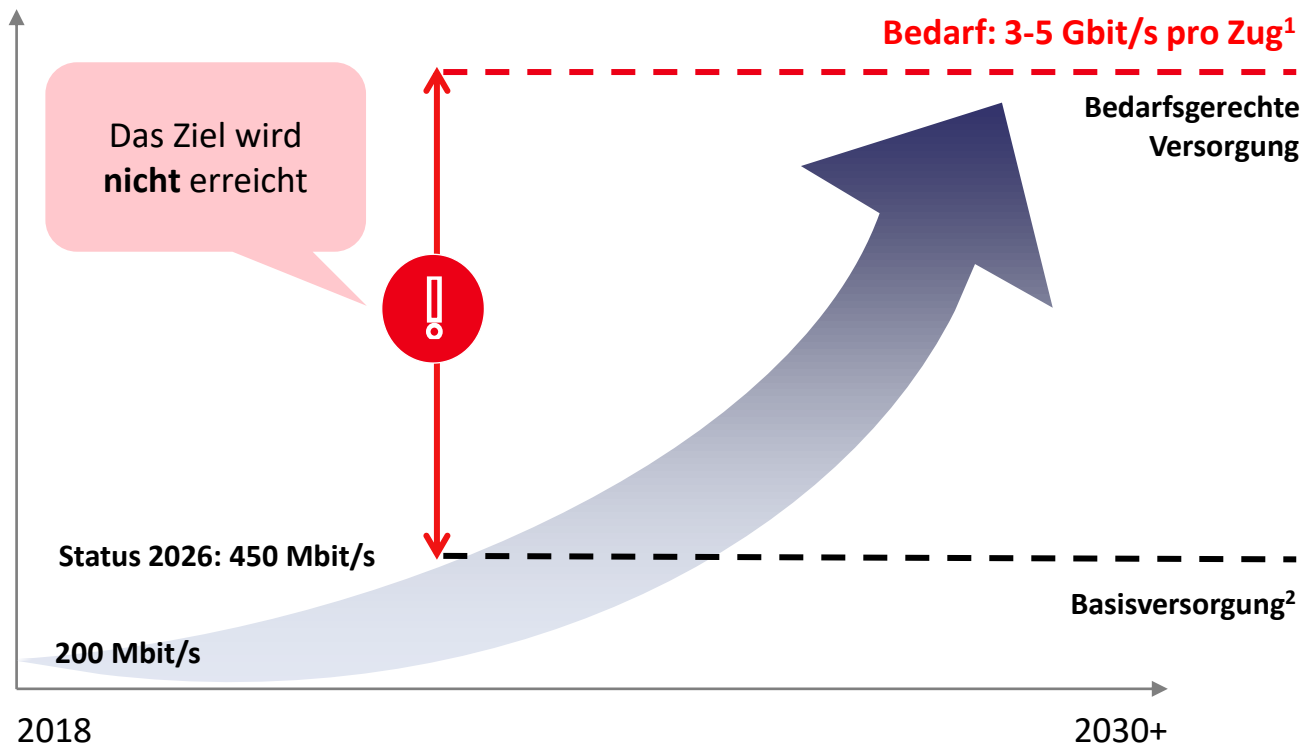 Bedarf: 3-5 Gbit/s pro Zug¹
Das Ziel wird
nicht erreicht
Bedarfsgerechte
Versorgung
Status 2026: 450 Mbit/s
Basisversorgung²
200 Mbit/s
2018
2030+